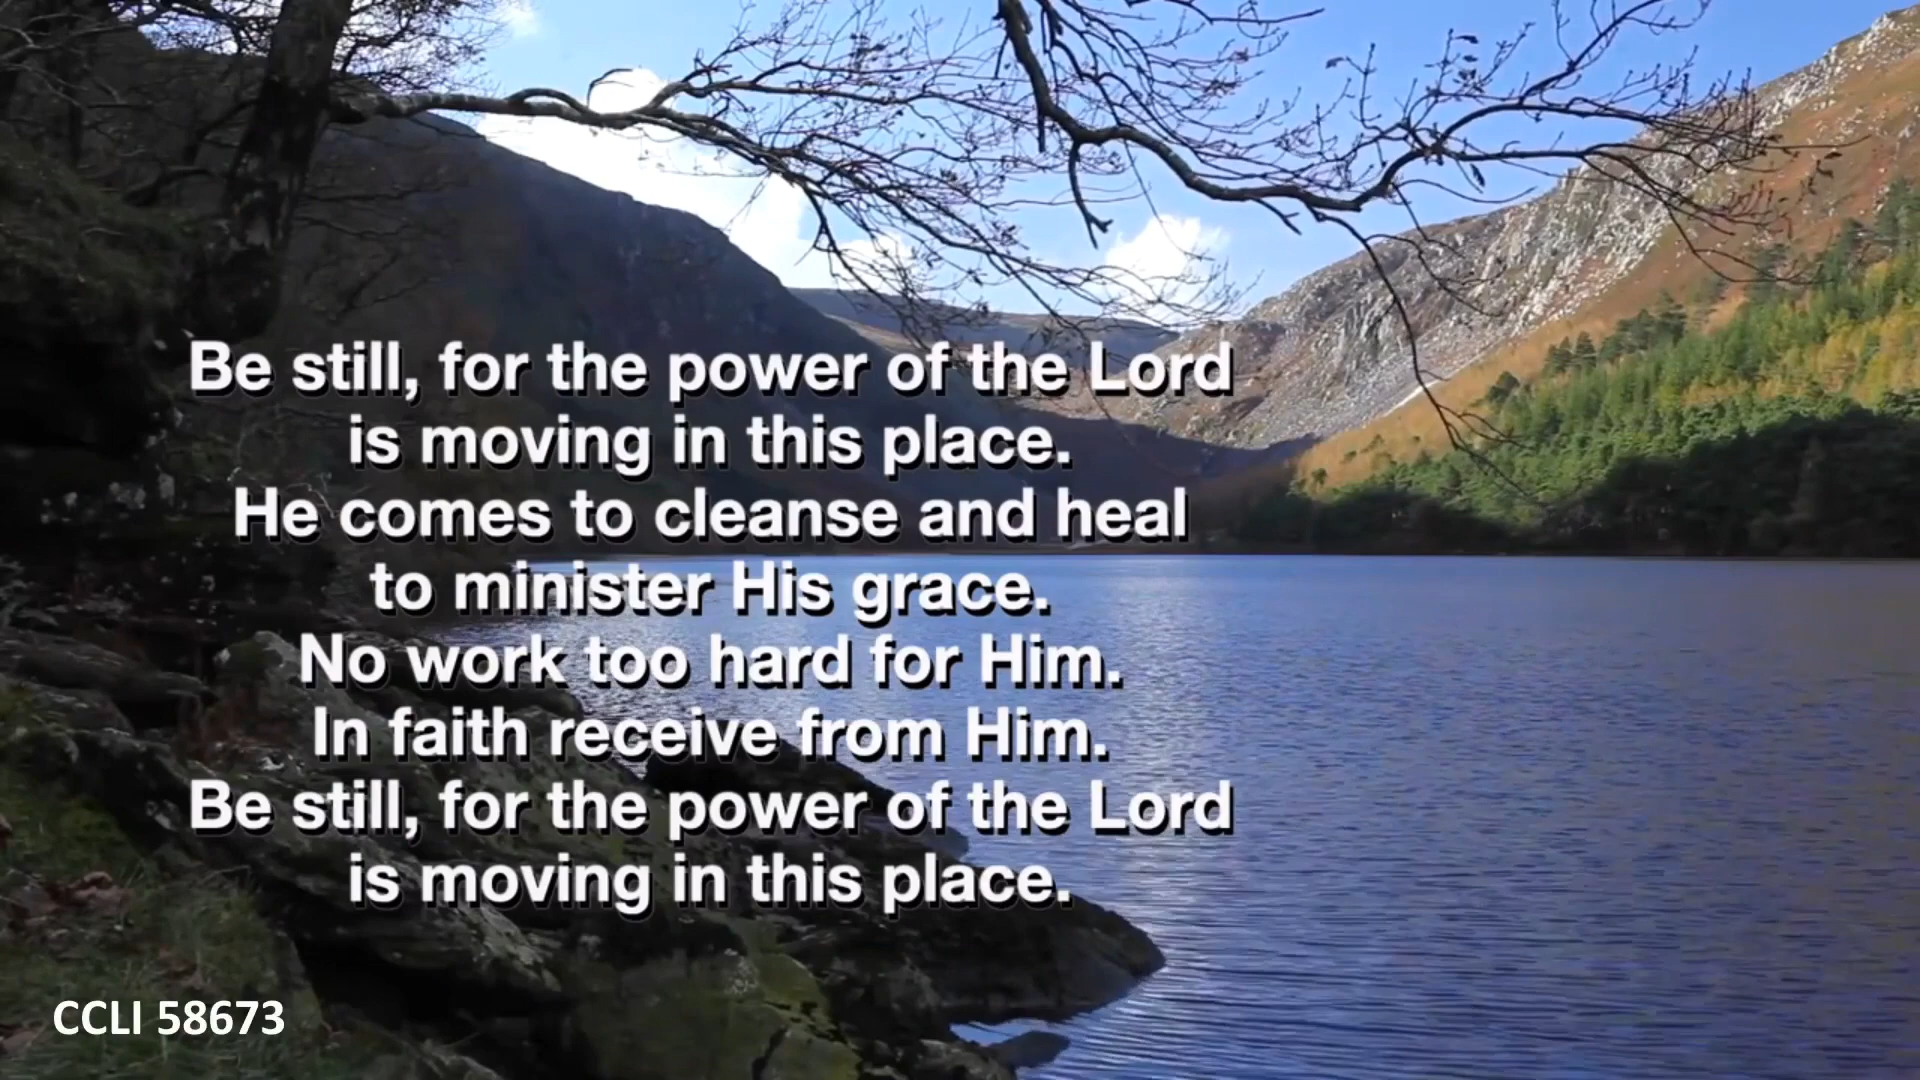 Be still, for the power of the Lord
is moving in this place.
He comes to cleanse and heal
to minister His grace.
No work too hard for Him.
In faith receive from Him.
Be still, for the power of the Lord
is moving in this place.
CCLI 58673